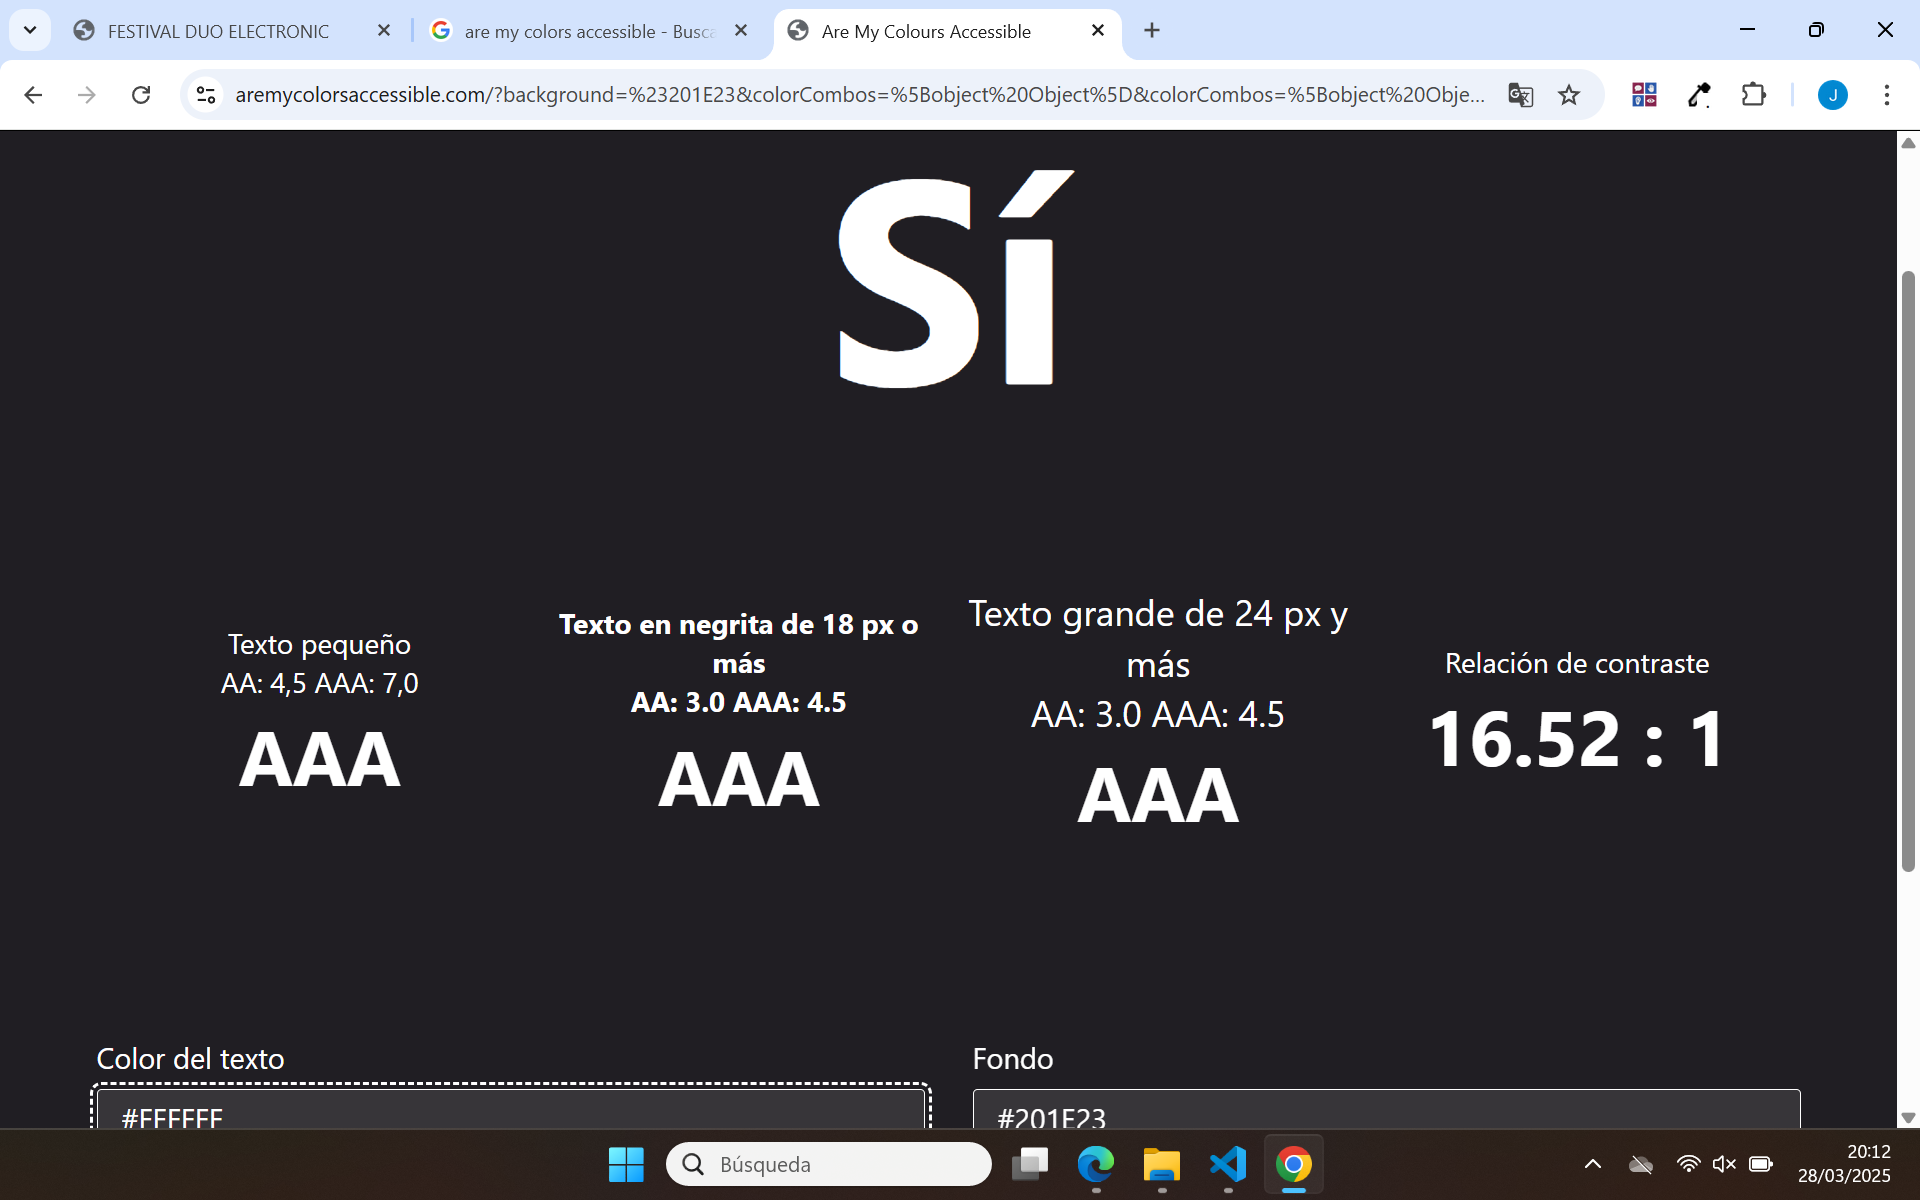 FESTIVAL DUO ELECTRONIC
are my colors accessible - Busca
Are My Colours Accessible
aremycolorsaccessible.com/?background=%23201E23&colorCombos=%5Bobject%20Object%5D&colorCombos=%5Bobject%20Obje...
J
Sí
Texto pequeño
AA: 4,5 AAA: 7,0
AAA
Texto en negrita de 18 px o
más
AA: 3.0 AAA: 4.5
AAA
Texto grande de 24 px y
más
AA: 3.0 AAA: 4.5
AAA
Relación de contraste
16.52 : 1
Color del texto
#FFFFFF
Fondo
#201E23
Búsqueda
20:12
28/03/2025